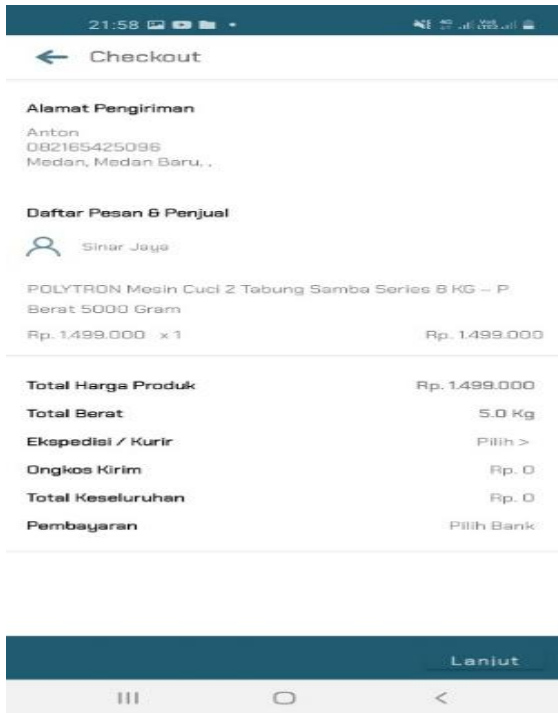 21:58
Checkout
Alamat Pengiriman
Anton
082165425096
Medan, Medan Baru, ,
Daftar Pesan & Penjual
Sinar Jaya
POLYTRON Mesin Cuci 2 Tabung Samba Series 8 KG – P
Berat 5000 Gram
Rp. 1.499.000 x 1 Rp. 1.499.000
Total Harga Produk Rp. 1.499.000
Total Berat 5.0 Kg
Ekspedisi / Kurir Pilih >
Ongkos Kirim Rp. 0
Total Keseluruhan Rp. 0
Pembayaran Pilih Bank
Lanjut